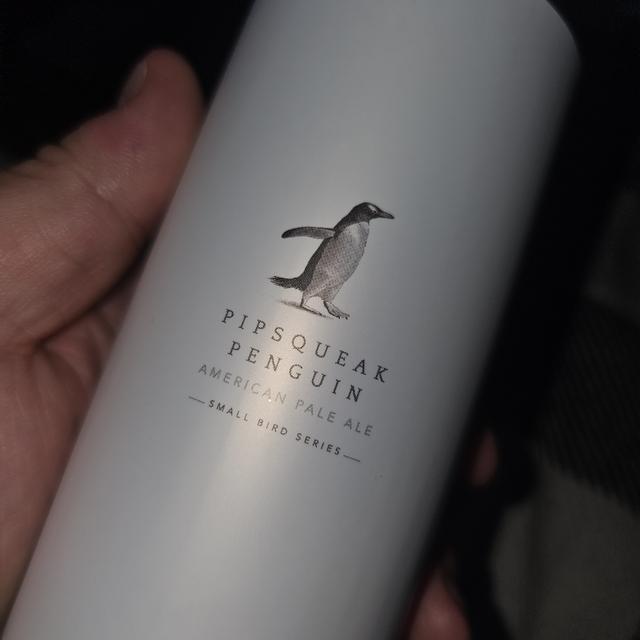 PIPSQUEAK
PENGUIN
AMERICAN PALE ALE
SMALL BIRD SERIES